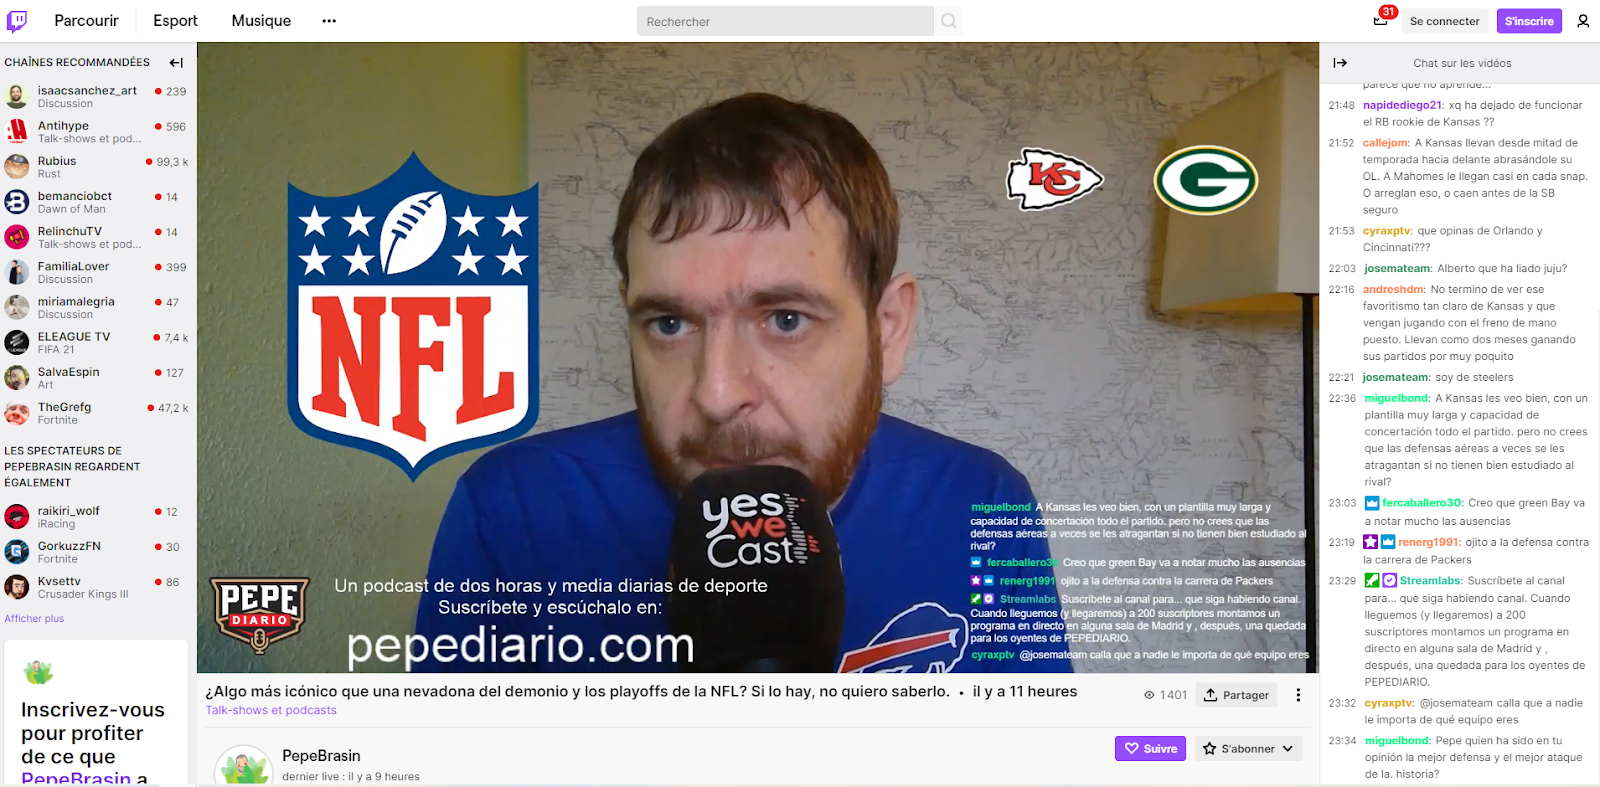 Parcourir
Esport
Musique
Rechercher
31
Se connecter
S'inscrire
CHAÎNES RECOMMANDÉES
isaacsanchez_art
239
Discussion
Antihype
596
Talk-shows et pod...
Rubius
99,3 k
Rust
bemanciobct
14
Dawn of Man
RelinchuTV
14
Talk-shows et pod...
FamiliaLover
399
Discussion
miriamalegria
47
Discussion
ELEAGUE TV
7,4 k
FIFA 21
SalvaEspin
127
Art
TheGrefg
47,2 k
Fortnite
LES SPECTATEURS DE
PEPEBRASIN REGARDENT
ÉGALEMENT
raikiri_wolf
12
iRacing
GorkuzzFN
30
Fortnite
Kvsettv
86
Crusader Kings III
Afficher plus
Inscrivez-vous
pour profiter
de ce que
PepeBrasin a
NFL
KC
G
yes
we
Cast
PEPE
DIARIO
Un podcast de dos horas y media diarias de deporte
Suscríbete y escúchalo en:
pepediario.com
miguelbond A Kansas les veo bien, con un plantilla muy larga y
capacidad de concertación todo el partido. pero no crees que las
defensas aéreas a veces se les atragantan si no tienen bien estudiado al
rival?
fercaballero30 Creo que green Bay va a notar mucho las ausencias
renerg1991 ojito a la defensa contra la carrera de Packers
Streamlabs Suscríbete al canal para... que siga habiendo canal.
Cuando lleguemos (y llegaremos) a 200 suscriptores montamos un
programa en directo en alguna sala de Madrid y , después, una quedada
para los oyentes de PEPEDIARIO.
cyraxptv @josemateam calla que a nadie le importa de qué equipo eres
¿Algo más icónico que una nevadona del demonio y los playoffs de la NFL? Si lo hay, no quiero saberlo. • il y a 11 heures
Talk-shows et podcasts
1 401
Partager
PepeBrasin
dernier live : il y a 9 heures
Suivre
S'abonner
Chat sur les vidéos
parece que no aprende...
21:48 napidediego21: xq ha dejado de funcionar
el RB rookie de Kansas ??
21:52 callejom: A Kansas llevan desde mitad de
temporada hacia delante abrasándole su
OL. A Mahomes le llegan casi en cada snap.
O arreglan eso, o caen antes de la SB
seguro
21:53 cyraxptv: que opinas de Orlando y
Cincinnati???
22:03 josemateam: Alberto que ha liado juju?
22:16 andreshdm: No termino de ver ese
favoritismo tan claro de Kansas y que
vengan jugando con el freno de mano
puesto. Llevan como dos meses ganando
sus partidos por muy poquito
22:21 josemateam: soy de steelers
22:36 miguelbond: A Kansas les veo bien, con un
plantilla muy larga y capacidad de
concertación todo el partido. pero no crees
que las defensas aéreas a veces se les
atragantan si no tienen bien estudiado al
rival?
23:03 fercaballero30: Creo que green Bay va
a notar mucho las ausencias
23:19 renerg1991: ojito a la defensa contra
la carrera de Packers
23:29 Streamlabs: Suscríbete al canal
para... que siga habiendo canal. Cuando
lleguemos (y llegaremos) a 200
suscriptores montamos un programa en
directo en alguna sala de Madrid y ,
después, una quedada para los oyentes de
PEPEDIARIO.
23:32 cyraxptv: @josemateam calla que a nadie
le importa de qué equipo eres
23:34 miguelbond: Pepe quien ha sido en tu
opinión la mejor defensa y el mejor ataque
de la. historia?